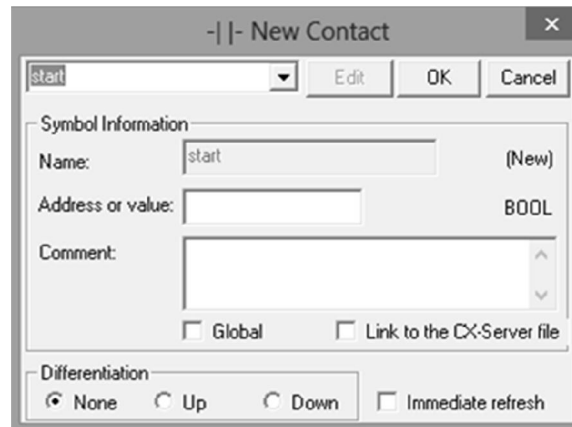 -| |- New Contact
start Edit OK Cancel
Symbol Information
Name: start (New)
Address or value: BOOL
Comment:
Global Link to the CX-Server file
Differentiation
None Up Down Immediate refresh